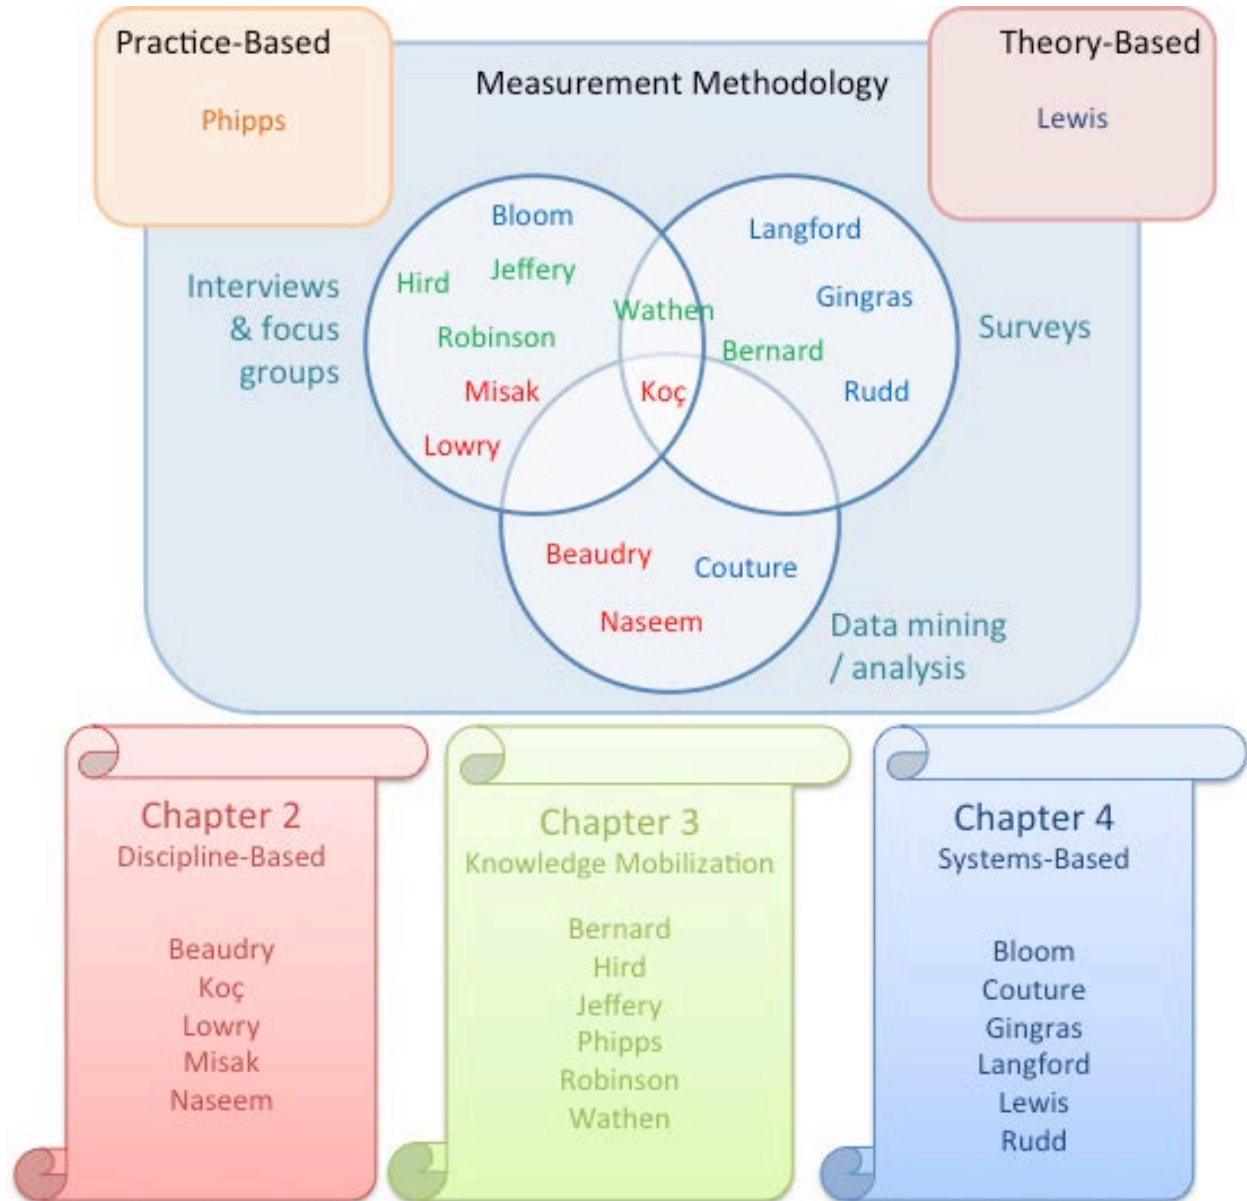 Practice-Based
Phipps
Theory-Based
Lewis
Measurement Methodology
Interviews
& focus
groups
Bloom
Hird
Jeffery
Robinson
Misak
Lowry
Wathen
Koç
Langford
Gingras
Bernard
Rudd
Surveys
Beaudry
Couture
Naseem
Data mining
/ analysis
Chapter 2
Discipline-Based
Beaudry
Koç
Lowry
Misak
Naseem
Chapter 3
Knowledge Mobilization
Bernard
Hird
Jeffery
Phipps
Robinson
Wathen
Chapter 4
Systems-Based
Bloom
Couture
Gingras
Langford
Lewis
Rudd